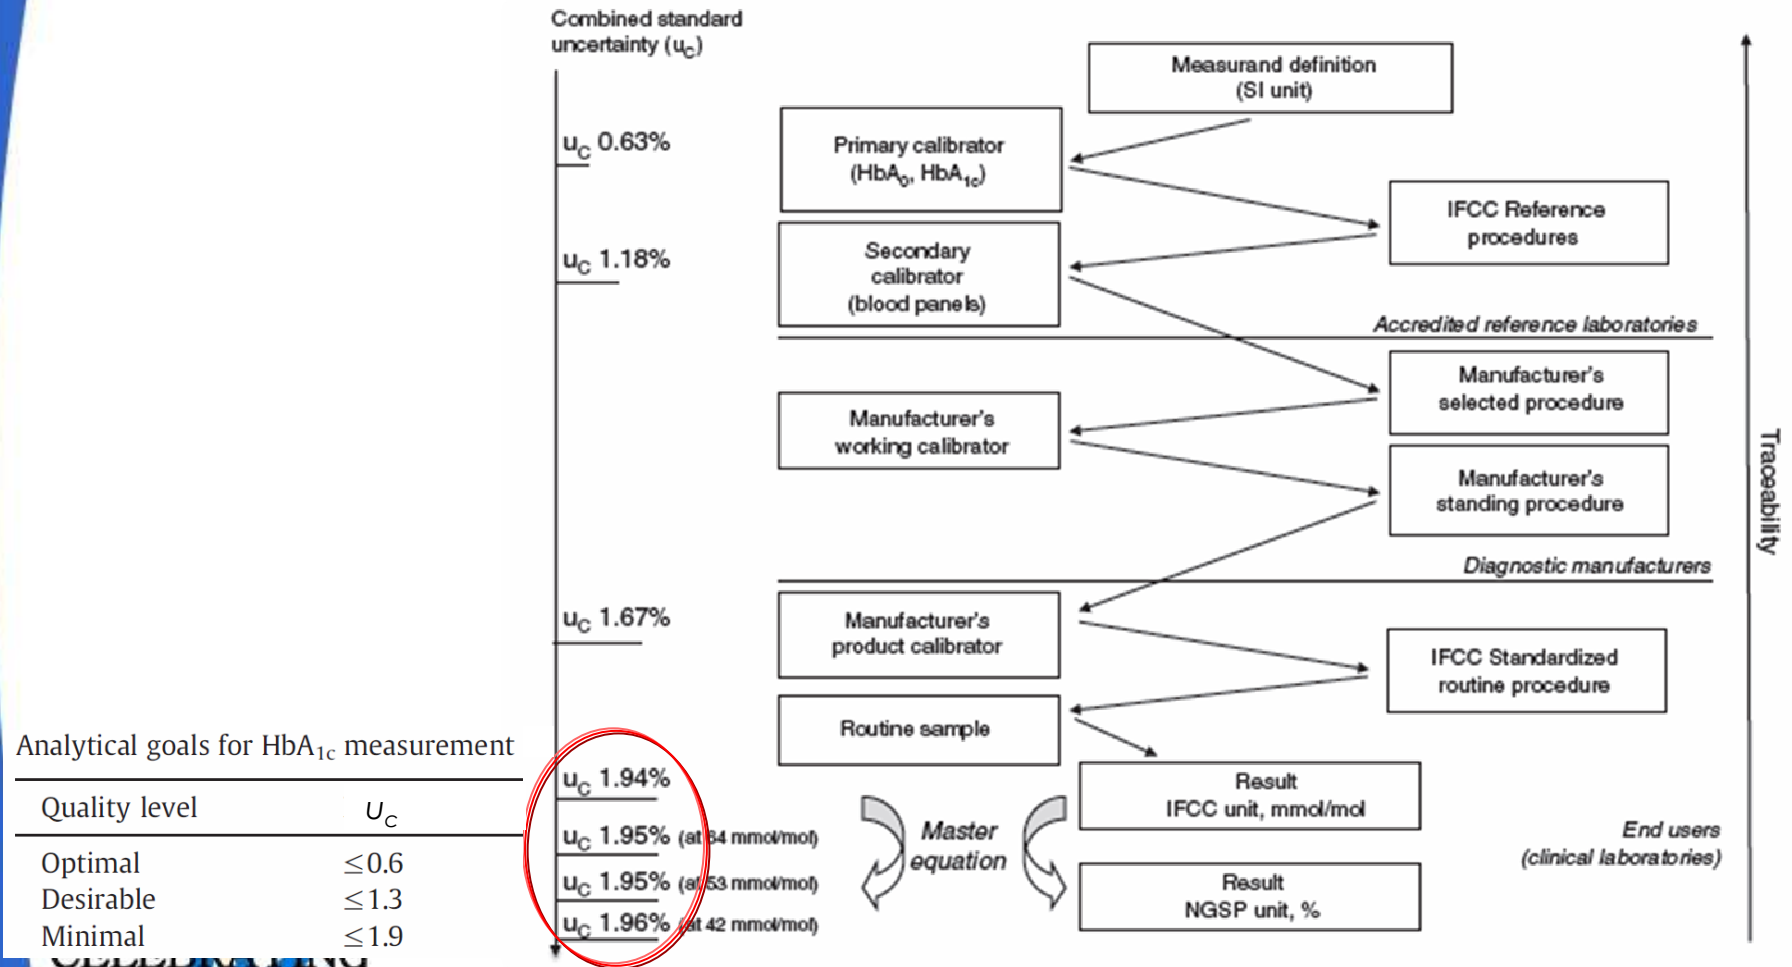 Combined standard
uncertainty (uC)
Measurand definition
(SI unit)
uC 0.63%
Primary calibrator
(HbA0, HbA1c)
IFCC Reference
procedures
uC 1.18%
Secondary
calibrator
(blood panels)
Accredited reference laboratories
Manufacturer's
selected procedure
Manufacturer's
working calibrator
Manufacturer's
standing procedure
Traceability
Diagnostic manufacturers
uC 1.67%
Manufacturer's
product calibrator
IFCC Standardized
routine procedure
Routine sample
uC 1.94%
Result
IFCC unit, mmol/mol
uC 1.95% (at 64 mmol/mol)
Master
equation
End users
(clinical laboratories)
uC 1.95% (at 53 mmol/mol)
Result
NGSP unit, %
uC 1.96% (at 42 mmol/mol)
Analytical goals for HbA1c measurement
Quality level UC
Optimal ≤0.6
Desirable ≤1.3
Minimal ≤1.9